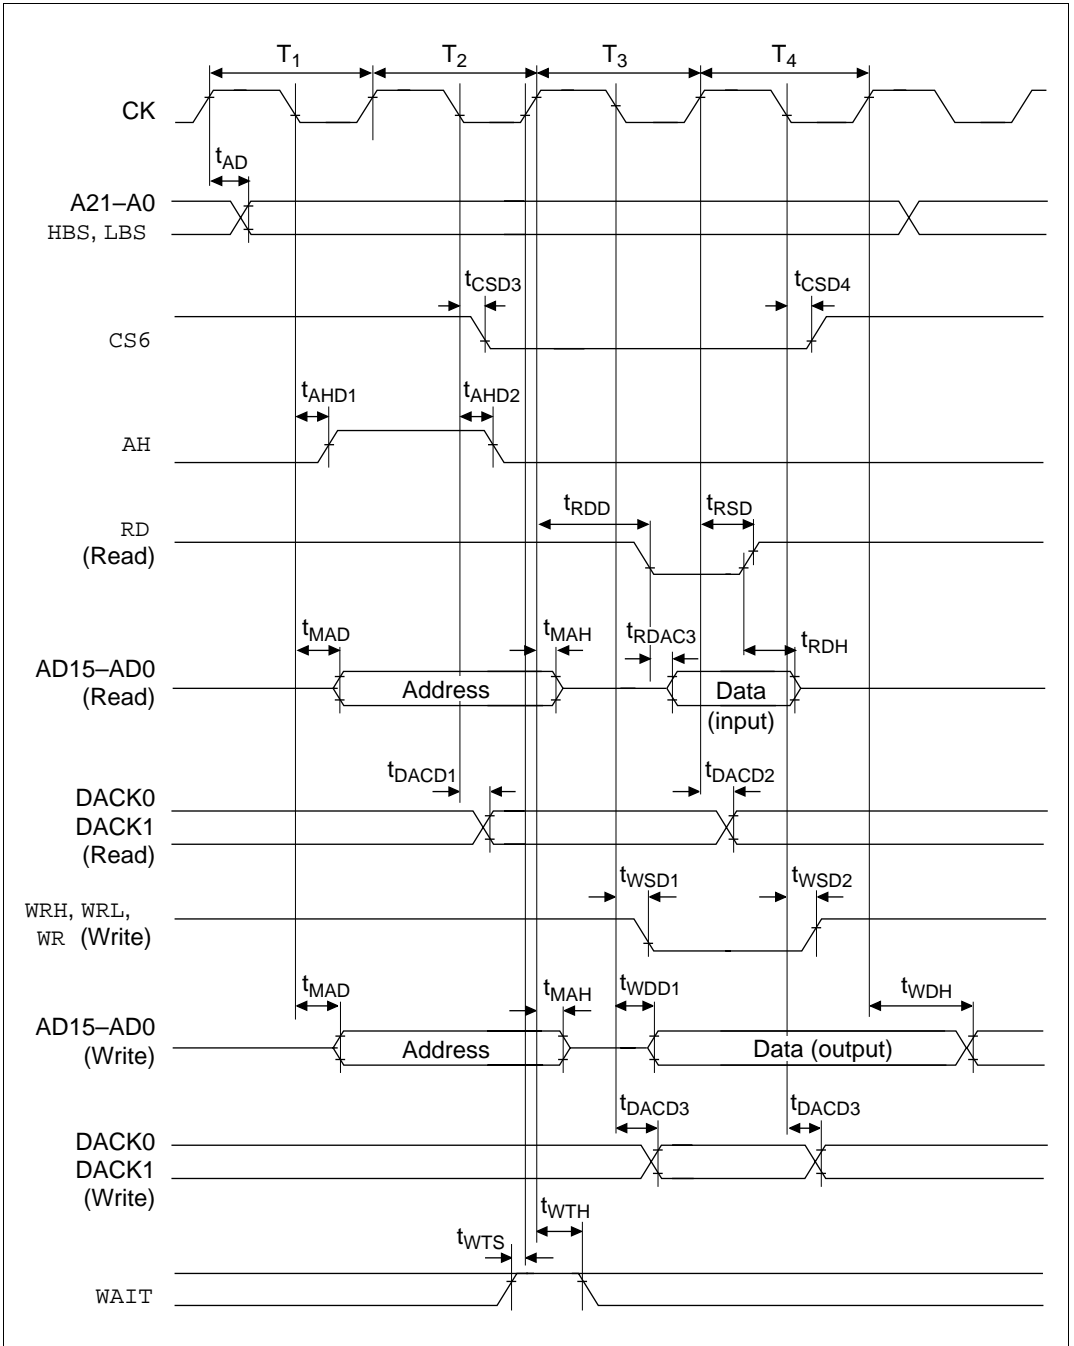 T1 T2 T3 T4
CK
tAD
A21–A0
HBS, LBS
tCSD3 tCSD4
CS6
tAHD1 tAHD2
AH
tRDD tRSD
RD
(Read)
tMAD tMAH tRDAC3 tRDH
AD15–AD0
(Read)
Address
Data
(input)
tDACD1 tDACD2
DACK0
DACK1
(Read)
tWSD1 tWSD2
WRH, WRL,
WR (Write)
tMAD tMAH tWDD1 tWDH
AD15–AD0
(Write)
Address Data (output)
tDACD3 tDACD3
DACK0
DACK1
(Write)
tWTH
tWTS
WAIT